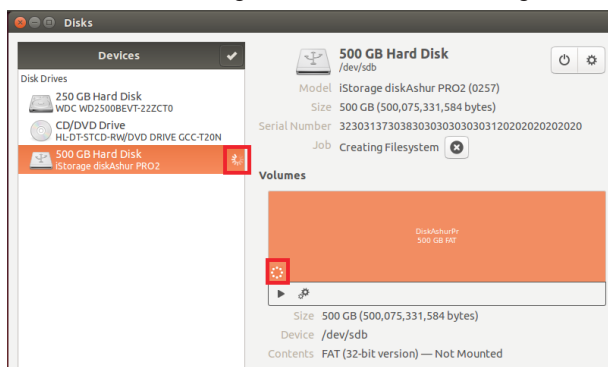 Disks
Devices
Disk Drives
250 GB Hard Disk
WDC WD2500BEVT-22ZCT0
CD/DVD Drive
HL-DT-STCD-RW/DVD DRIVE GCC-T20N
500 GB Hard Disk
iStorage diskAshur PRO2
500 GB Hard Disk
/dev/sdb
Model iStorage diskAshur PRO2 (0257)
Size 500 GB (500,075,331,584 bytes)
Serial Number 32303137303830303030303031202020202020
Job Creating Filesystem
Volumes
DiskAshurPr
500 GB FAT
Size 500 GB (500,075,331,584 bytes)
Device /dev/sdb
Contents FAT (32-bit version) — Not Mounted